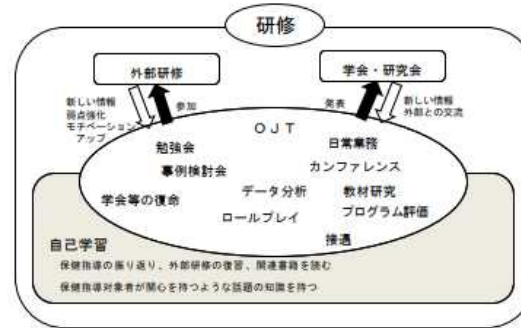 研修
外部研修
学会・研究会
新しい情報
弱点強化
モチベーション
アップ
参加
発表
新しい情報
外部との交流
OJT
勉強会
日常業務
事例検討会
カンファレンス
データ分析
教材研究
学会等の復命
ロールプレイ
プログラム評価
接遇
自己学習
保健指導の振り返り、外部研修の復習、関連書籍を読む
保健指導対象者が関心を持つような話題の知識を持つ